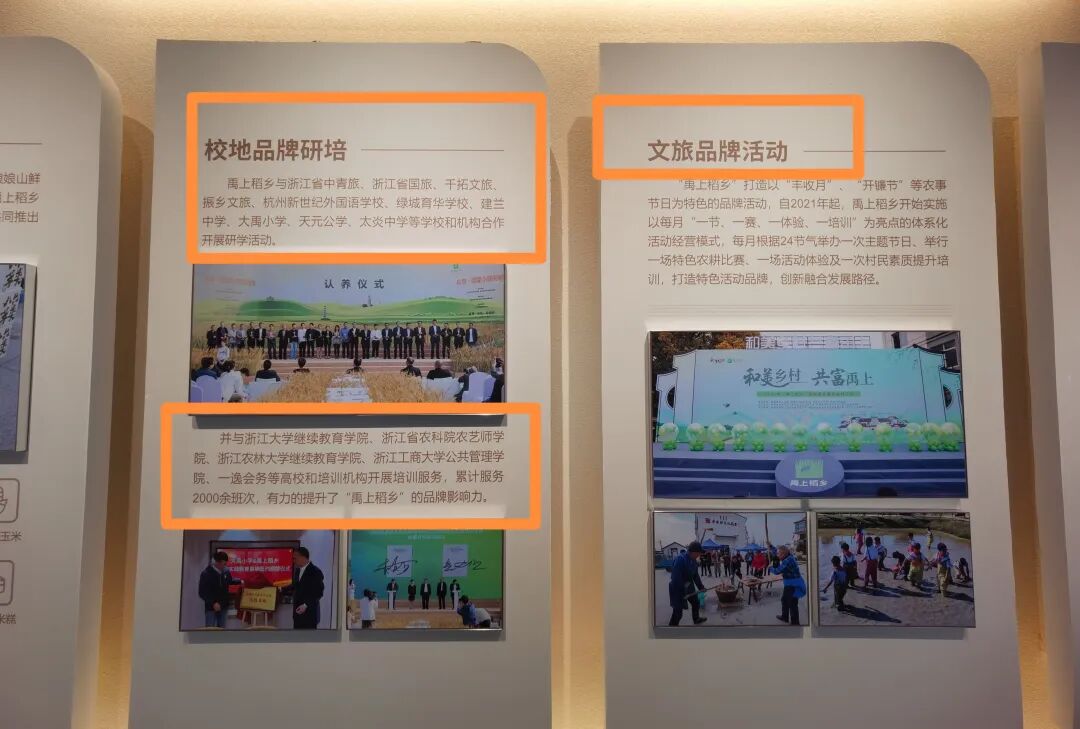 娘娘山鲜
上稻乡
同推出
玉米
米糕
校地品牌研培
禹上稻乡与浙江省中青旅、浙江省国旅、千拓文旅、
振乡文旅、杭州新世纪外国语学校、绿城育华学校、建兰
中学、大禹小学、天元公学、太炎中学等学校和机构合作
开展研学活动。
认养仪式
并与浙江大学继续教育学院、浙江省农科院农艺师学
院、浙江农林大学继续教育学院、浙江工商大学公共管理学
院、一逸会务等高校和培训机构开展培训服务，累计服务
2000余班次，有力的提升了“禹上稻乡”的品牌影响力。
文旅品牌活动
“禹上稻乡”打造以“丰收月”、“开镰节”等农事
节日为特色的品牌活动，自2021年起，禹上稻乡开始实施
以每月“一节、一赛、一体验、一培训”为亮点的体系化
活动经营模式，每月根据24节气举办一次主题节日、举行
一场特色农耕比赛、一场活动体验及一次村民素质提升培
训，打造特色活动品牌，创新融合发展路径。
和美乡村 共富禹上
禹上稻乡